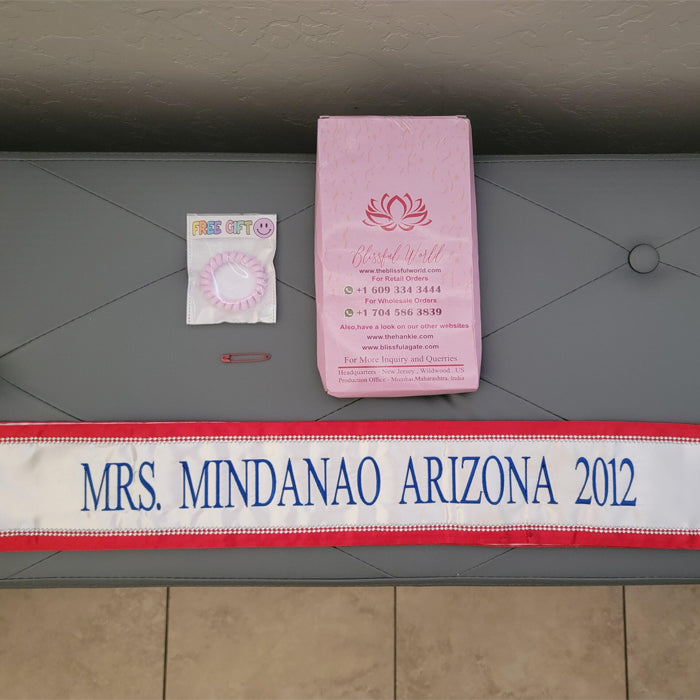 FREE GIFT
Blissful World
www.theblissfulworld.com
For Retail Orders
+1 609 334 3444
For Wholesale Orders
+1 704 586 3839
Also,have a look on our other websites
www.thehankie.com
www.blissfulagate.com
For More Inquiry and Querries
Headquarters - New Jersey , Wildwood , US
Production Office - Mumbai,Maharashtra, India
MRS. MINDANAO ARIZONA 2012